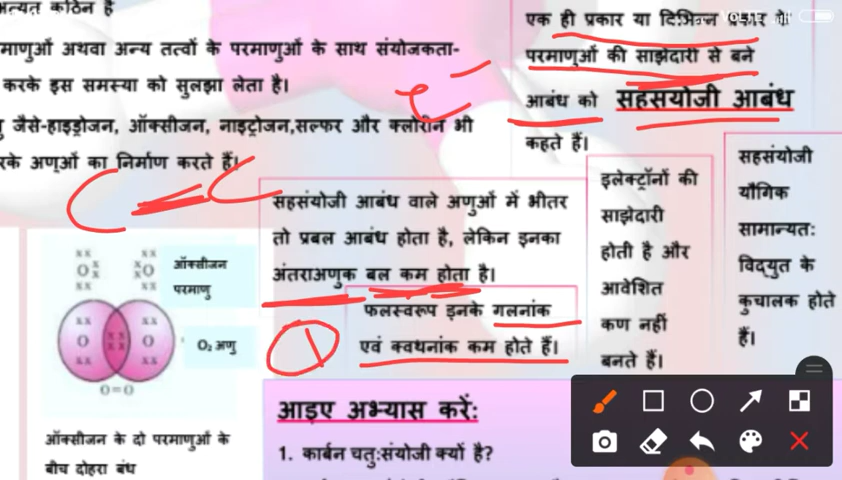 अत्यंत कठिन है
माणुओं अथवा अन्य तत्वों के परमाणुओं के साथ संयोजकता-
करके इस समस्या को सुलझा लेता है।
जैसे-हाइड्रोजन, ऑक्सीजन, नाइट्रोजन,सल्फर और क्लोरीन भी
रके अणुओं का निर्माण करते हैं।
एक ही प्रकार या विभिन्न प्रकार के
परमाणुओं की साझेदारी से बने
आबंध को सहसयोजी आबंध
कहते हैं।
सहसंयोजी आबंध वाले अणुओं में भीतर
तो प्रबल आबंध होता है, लेकिन इनका
अंतराअणुक बल कम होता है।
फलस्वरूप इनके गलनांक
एवं क्वथनांक कम होते हैं।
इलेक्ट्रॉनों की
साझेदारी
होती है और
आवेशित
कण नहीं
बनते हैं।
सहसंयोजी
यौगिक
सामान्यत:
विद्युत के
कुचालक होते
हैं।
ऑक्सीजन
परमाणु
O₂ अणु
O=O
ऑक्सीजन के दो परमाणुओं के
बीच दोहरा बंध
आइए अभ्यास करें:
1. कार्बन चतु:संयोजी क्यों है?